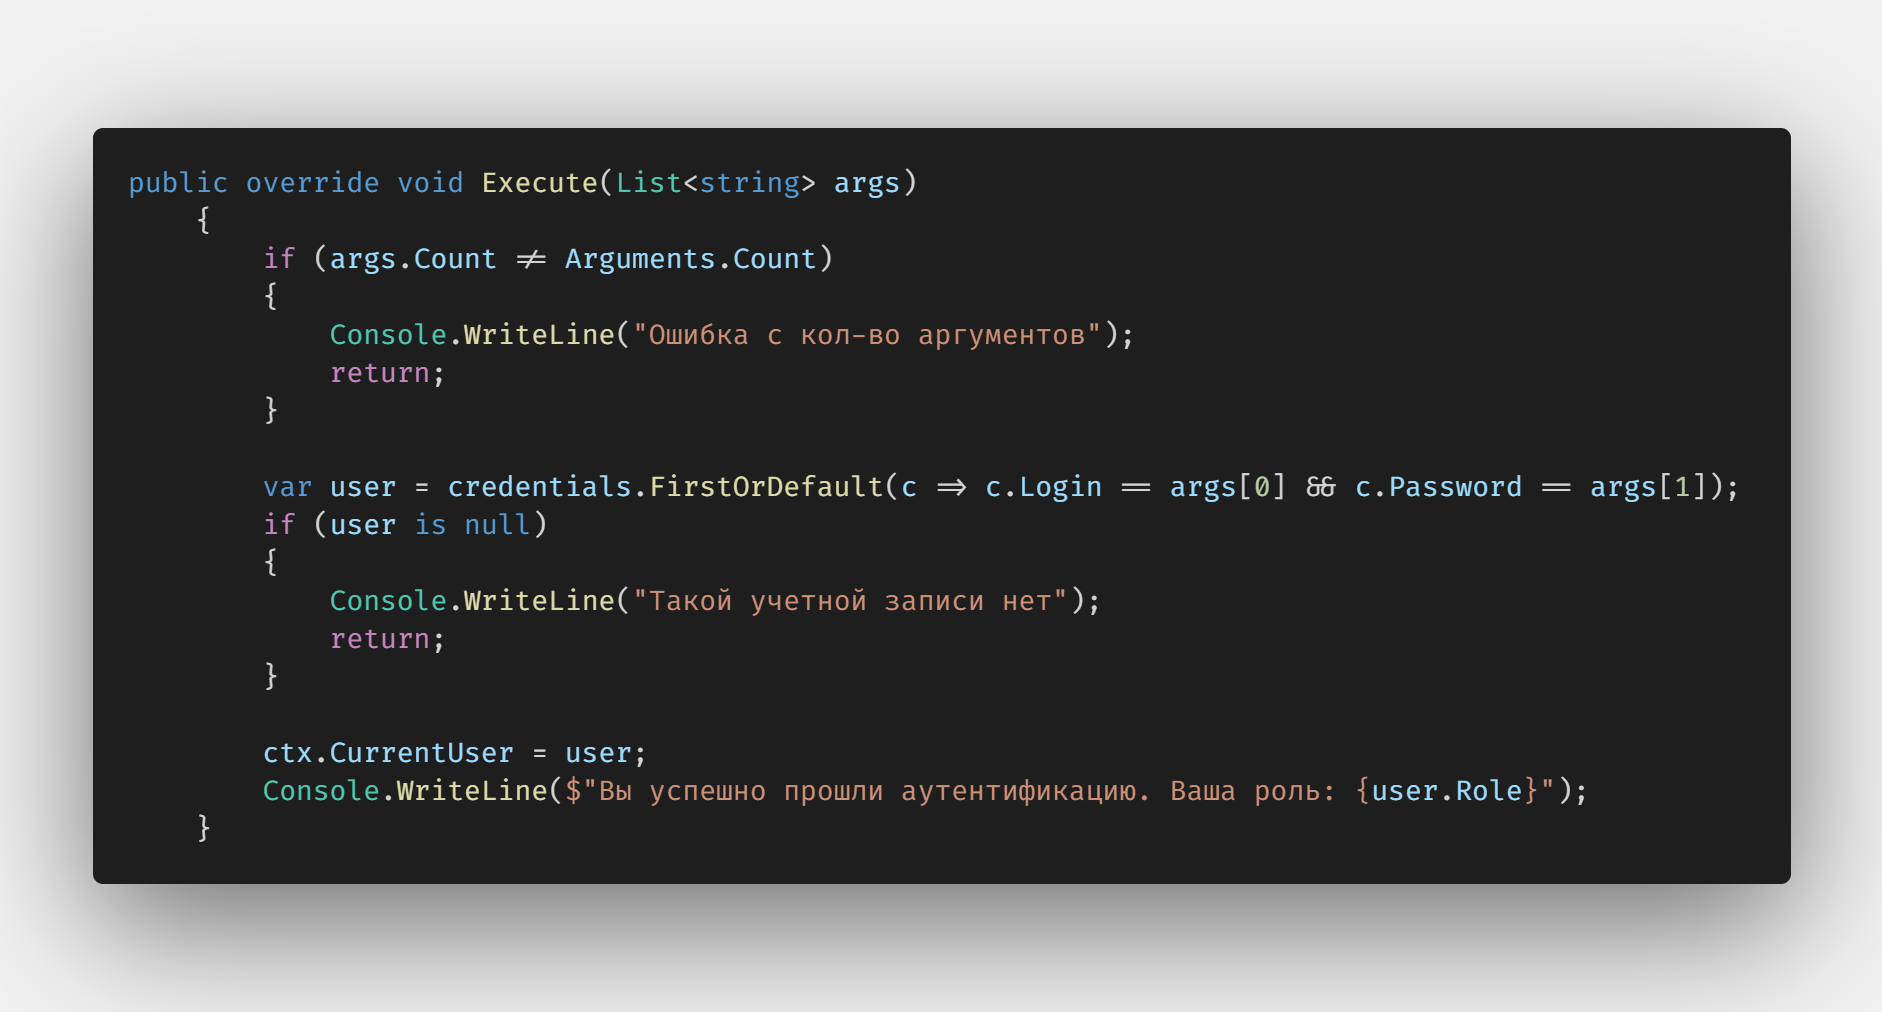 public override void Execute(List<string> args)
{
if (args.Count != Arguments.Count)
{
Console.WriteLine("Ошибка с кол-во аргументов");
return;
}
var user = credentials.FirstOrDefault(c => c.Login == args[0] && c.Password == args[1]);
if (user is null)
{
Console.WriteLine("Такой учетной записи нет");
return;
}
ctx.CurrentUser = user;
Console.WriteLine($"Вы успешно прошли аутентификацию. Ваша роль: {user.Role}");
}